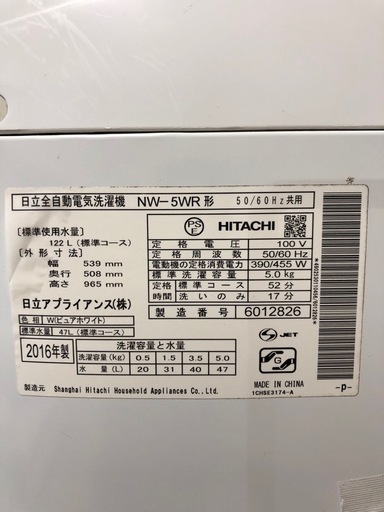 日立全自動電気洗濯機 NW-5WR形 50/60Hz共用
[標準使用水量]
122L(標準コース)
[外形寸法]
幅 539 mm
奥行 508 mm
高さ 965 mm
日立アプライアンス(株)
色相 W(ピュアホワイト)
標準水量 47L(標準コース)
PS
E
HITACHI
定格電圧 100 V
定格周波数 50/60 Hz
電動機の定格消費電力 390/455 W
標準洗濯容量 5.0kg
定格時間 標準コース 52分
洗いのみ 17分
製造番号 6012826
2016年製
洗濯容量と水量
洗濯容量(kg) 0.5 1.5 3.5 5.0
水量(L) 20 31 40 47
JET
G
製造元 Shanghai Hitachi Household Appliances Co.,Ltd.
MADE IN CHINA
1CHSE3174-A
-p-